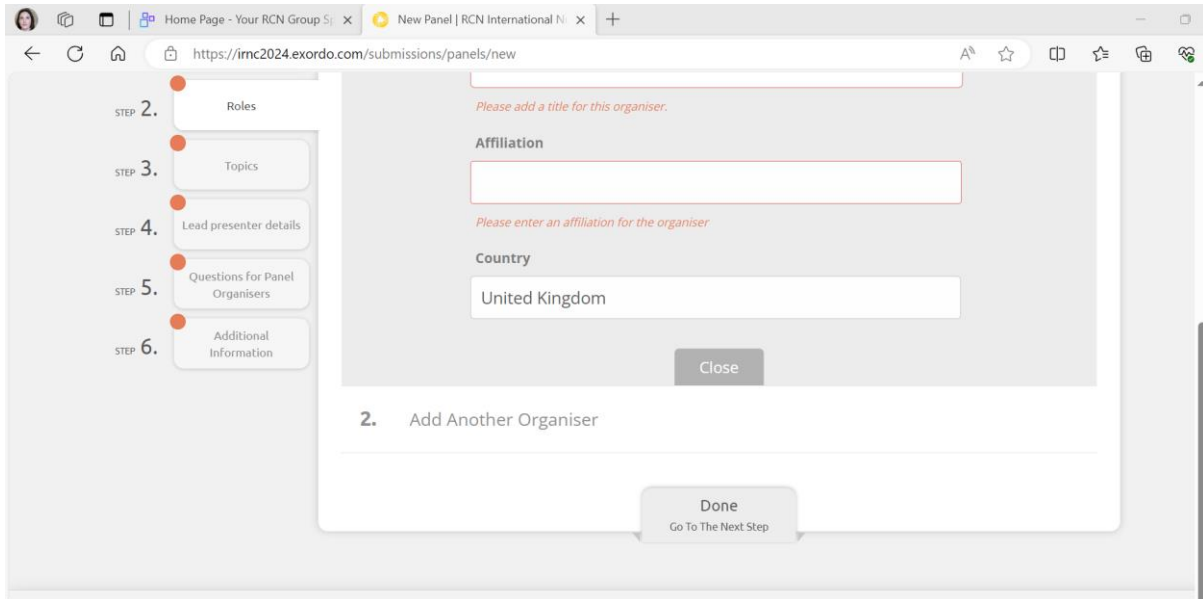 Home Page - Your RCN Group Sp
New Panel | RCN International N
https://irnc2024.exordo.com/submissions/panels/new
STEP 2. Roles
Please add a title for this organiser.
Affiliation
STEP 3. Topics
Please enter an affiliation for the organiser
STEP 4. Lead presenter details
Country
STEP 5. Questions for Panel
Organisers
United Kingdom
STEP 6. Additional
Information
Close
2. Add Another Organiser
Done
Go To The Next Step